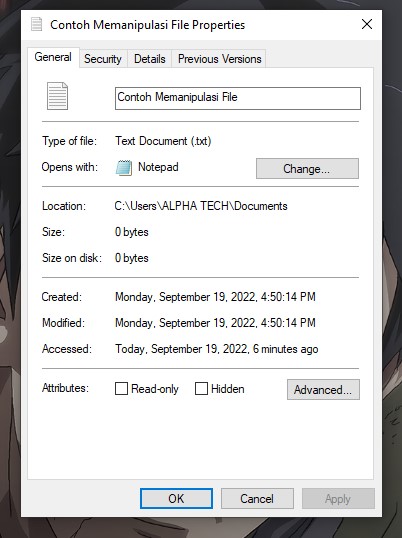 Contoh Memanipulasi File Properties
General Security Details Previous Versions
Contoh Memanipulasi File
Type of file: Text Document (.txt)
Opens with: Notepad Change...
Location: C:\Users\ALPHA TECH\Documents
Size: 0 bytes
Size on disk: 0 bytes
Created: Monday, September 19, 2022, 4:50:14 PM
Modified: Monday, September 19, 2022, 4:50:14 PM
Accessed: Today, September 19, 2022, 6 minutes ago
Attributes: Read-only Hidden Advanced...
OK Cancel Apply